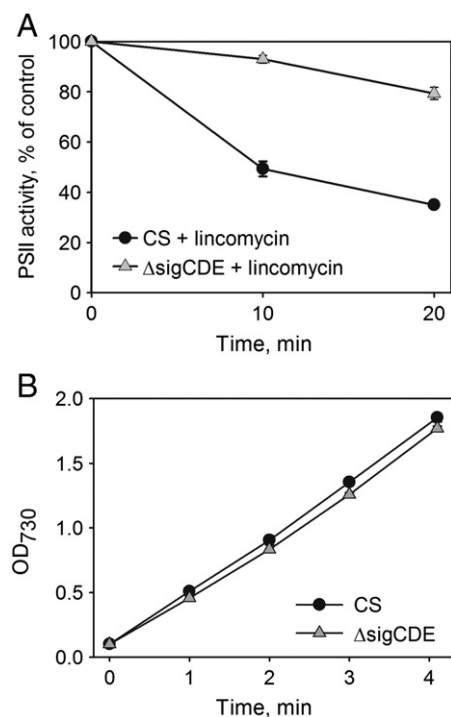 A
PSII activity, % of control
100
80
60
40
20
0
CS + lincomycin
ΔsigCDE + lincomycin
0
10
20
Time, min
B
OD730
2.0
1.5
1.0
0.5
0.0
CS
ΔsigCDE
0
1
2
3
4
Time, min